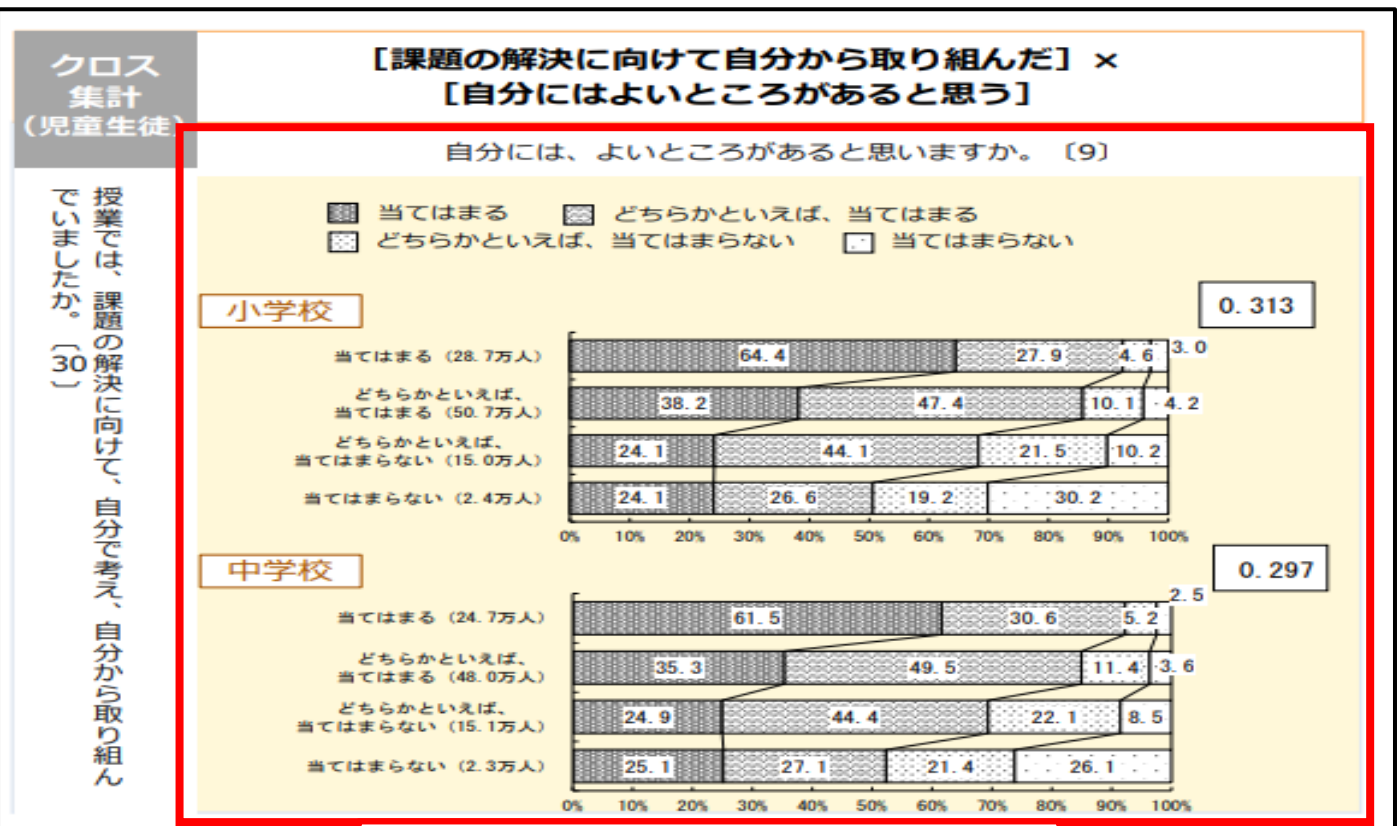 クロス
集計
（児童生徒）
［課題の解決に向けて自分から取り組んだ］×
［自分にはよいところがあると思う］
自分には、よいところがあると思いますか。〔9〕
授業では、課題の解決に向けて、自分で考え、自分から取り組ん
でいましたか。〔30〕
当てはまる　どちらかといえば、当てはまる
どちらかといえば、当てはまらない　当てはまらない
小学校
0.313
当てはまる（28.7万人） 64.4 27.9 4.6 3.0
どちらかといえば、
当てはまる（50.7万人） 38.2 47.4 10.1 4.2
どちらかといえば、
当てはまらない（15.0万人） 24.1 44.1 21.5 10.2
当てはまらない（2.4万人） 24.1 26.6 19.2 30.2
0% 10% 20% 30% 40% 50% 60% 70% 80% 90% 100%
中学校
0.297
当てはまる（24.7万人） 61.5 30.6 5.2 2.5
どちらかといえば、
当てはまる（48.0万人） 35.3 49.5 11.4 3.6
どちらかといえば、
当てはまらない（15.1万人） 24.9 44.4 22.1 8.5
当てはまらない（2.3万人） 25.1 27.1 21.4 26.1
0% 10% 20% 30% 40% 50% 60% 70% 80% 90% 100%